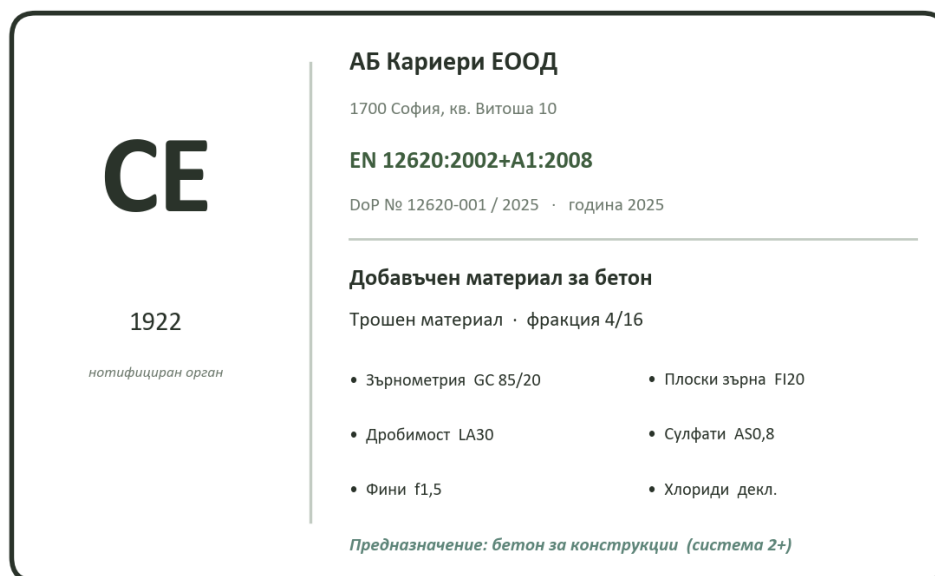 CE
1922
нотифициран орган
АБ Кариери ЕООД
1700 София, кв. Витоша 10
EN 12620:2002+A1:2008
DoP № 12620-001 / 2025 · година 2025
Добавъчен материал за бетон
Трошен материал · фракция 4/16
• Зърнометрия GC 85/20
• Плоски зърна FI20
• Дробимост LA30
• Сулфати AS0,8
• Фини f1,5
• Хлориди декл.
Предназначение: бетон за конструкции (система 2+)